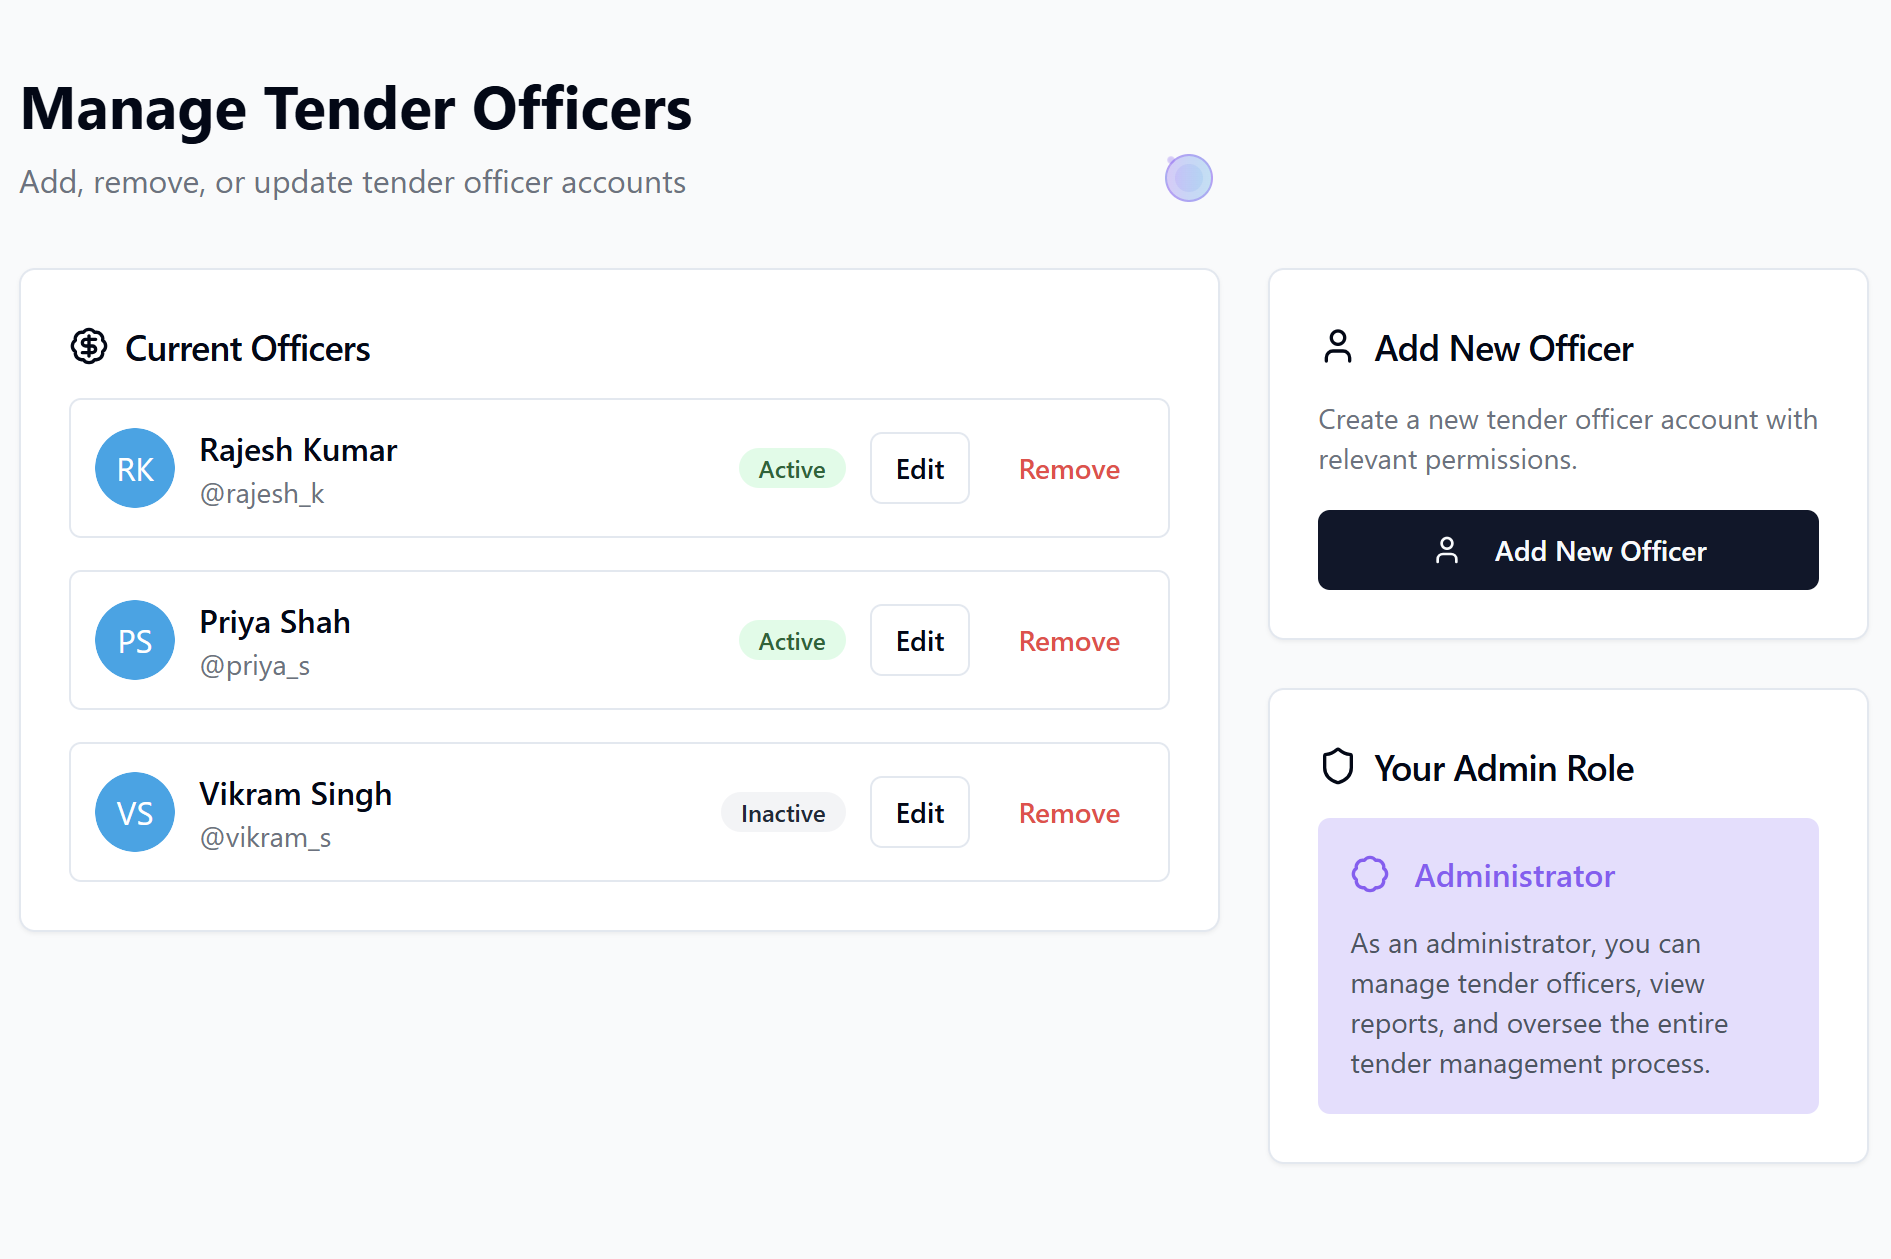 Manage Tender Officers
Add, remove, or update tender officer accounts
Current Officers
RK
Rajesh Kumar
@rajesh_k
Active
Edit
Remove
PS
Priya Shah
@priya_s
Active
Edit
Remove
VS
Vikram Singh
@vikram_s
Inactive
Edit
Remove
Add New Officer
Create a new tender officer account with
relevant permissions.
Add New Officer
Your Admin Role
Administrator
As an administrator, you can
manage tender officers, view
reports, and oversee the entire
tender management process.